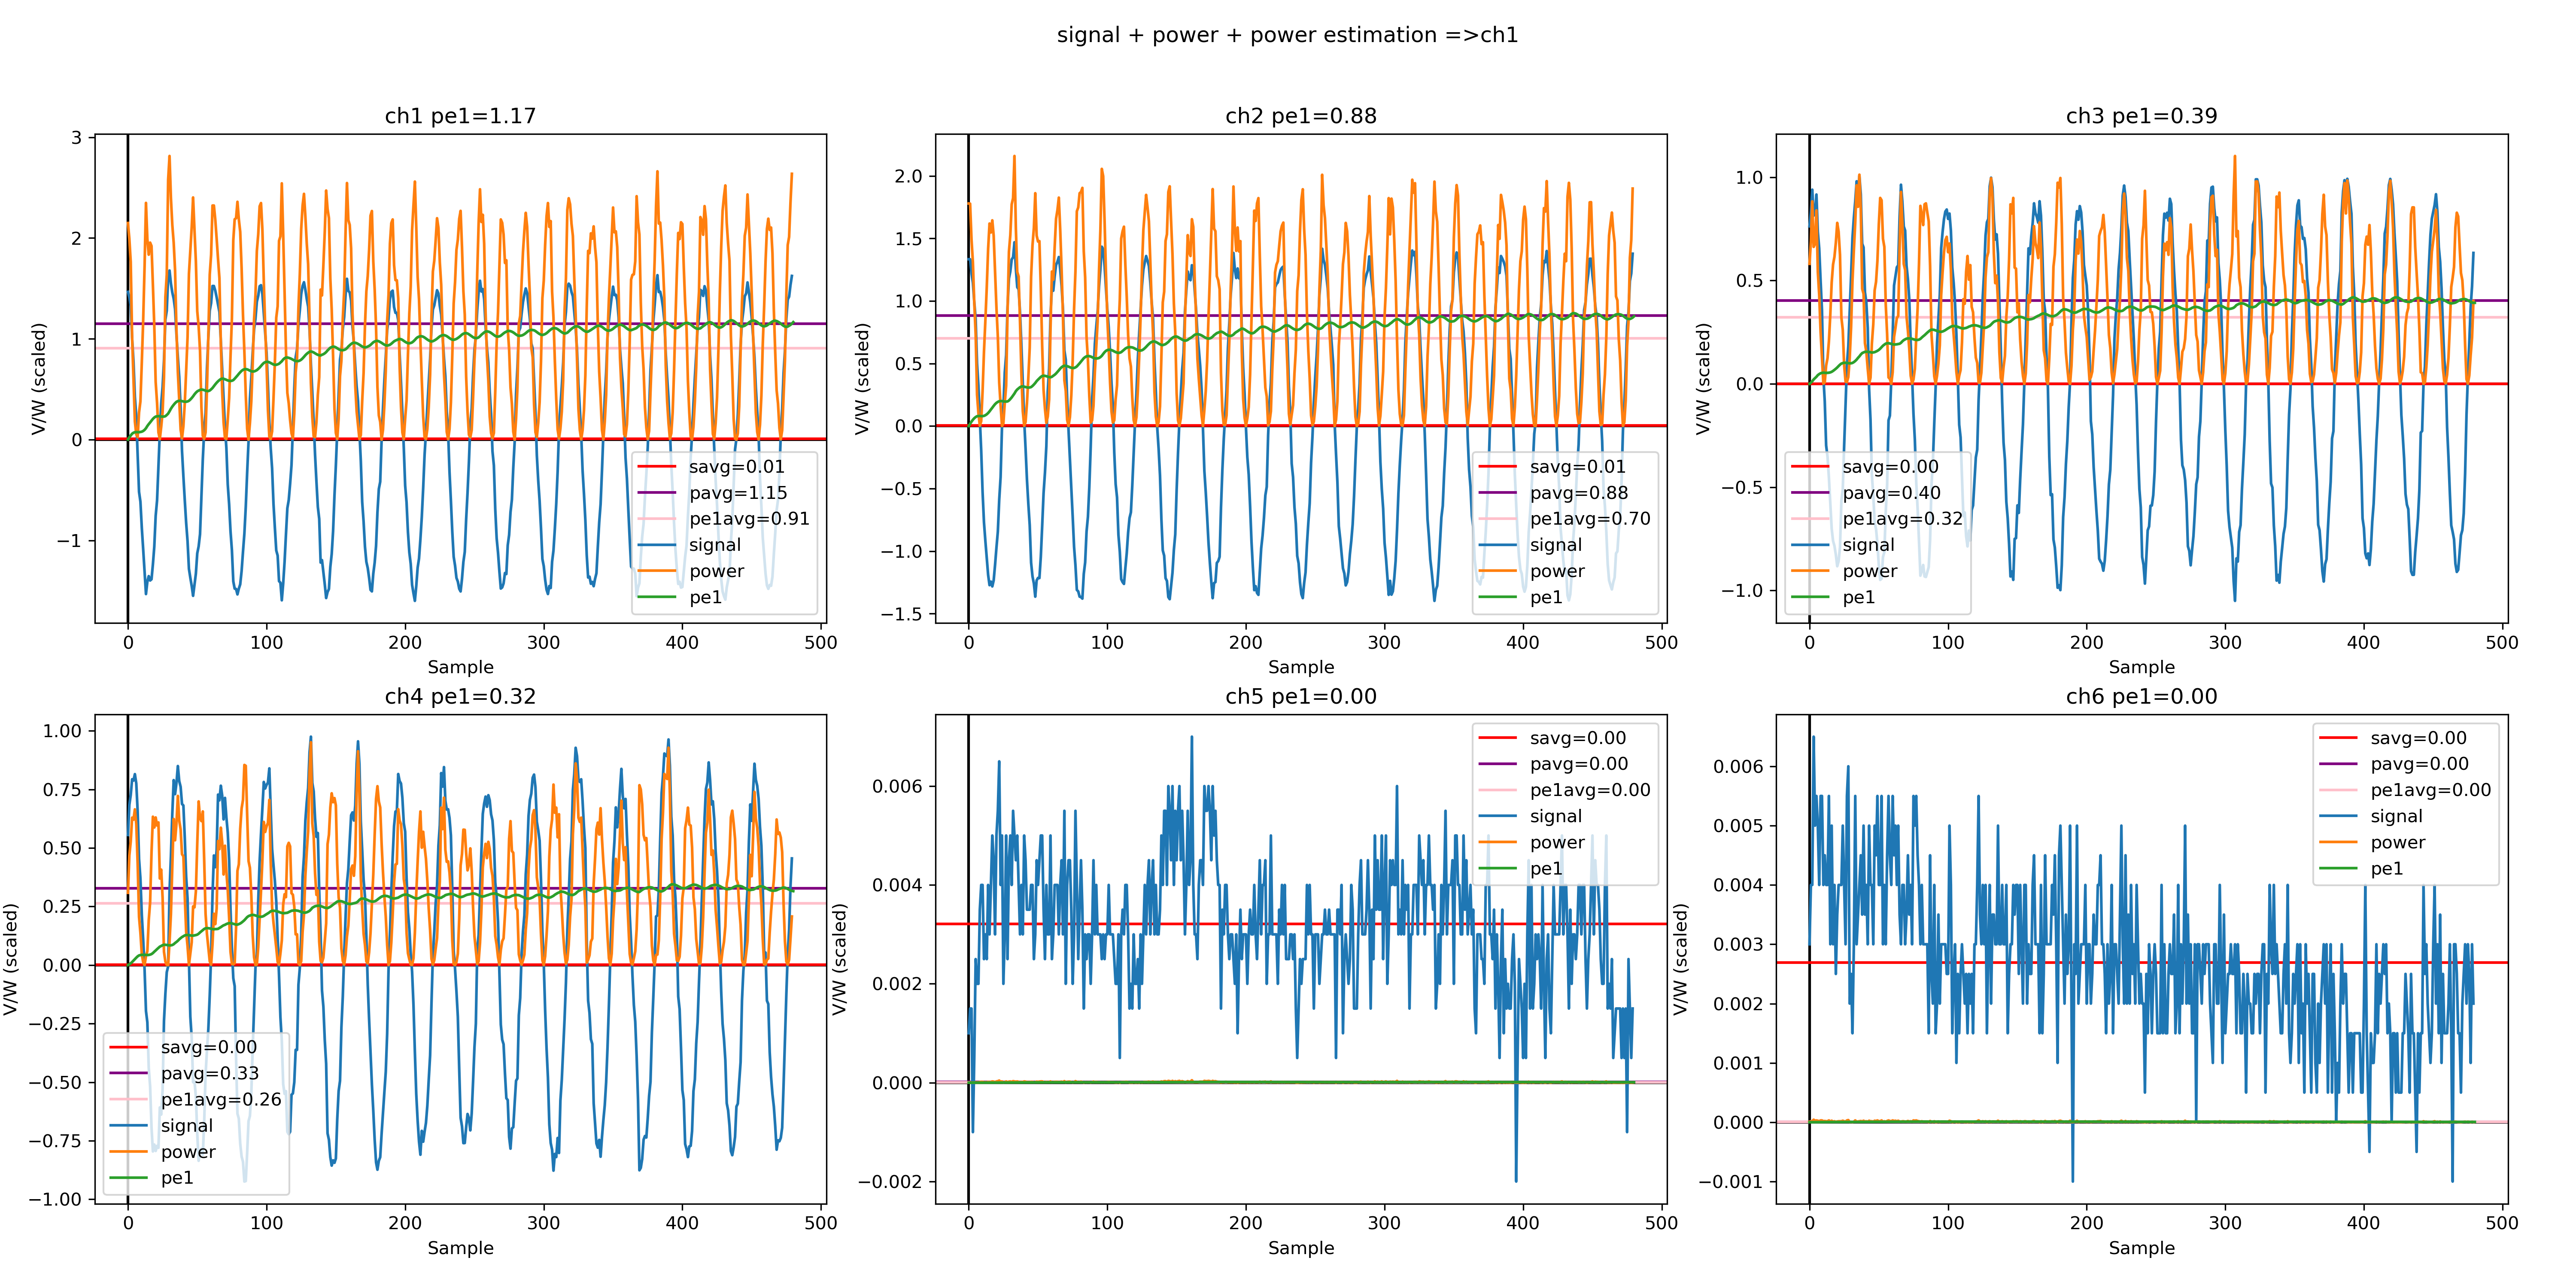 signal + power + power estimation =>ch1
ch1 pe1=1.17
3
2
1
0
−1
V/W (scaled)
savg=0.01
pavg=1.15
pe1avg=0.91
signal
power
pe1
0 100 200 300 400 500
Sample
ch2 pe1=0.88
2.0
1.5
1.0
0.5
0.0
−0.5
−1.0
−1.5
V/W (scaled)
savg=0.01
pavg=0.88
pe1avg=0.70
signal
power
pe1
0 100 200 300 400 500
Sample
ch3 pe1=0.39
1.0
0.5
0.0
−0.5
−1.0
V/W (scaled)
savg=0.00
pavg=0.40
pe1avg=0.32
signal
power
pe1
0 100 200 300 400 500
Sample
ch4 pe1=0.32
1.00
0.75
0.50
0.25
0.00
−0.25
−0.50
−0.75
−1.00
V/W (scaled)
savg=0.00
pavg=0.33
pe1avg=0.26
signal
power
pe1
0 100 200 300 400 500
Sample
ch5 pe1=0.00
0.006
0.004
0.002
0.000
−0.002
V/W (scaled)
savg=0.00
pavg=0.00
pe1avg=0.00
signal
power
pe1
0 100 200 300 400 500
Sample
ch6 pe1=0.00
0.006
0.005
0.004
0.003
0.002
0.001
0.000
−0.001
V/W (scaled)
savg=0.00
pavg=0.00
pe1avg=0.00
signal
power
pe1
0 100 200 300 400 500
Sample